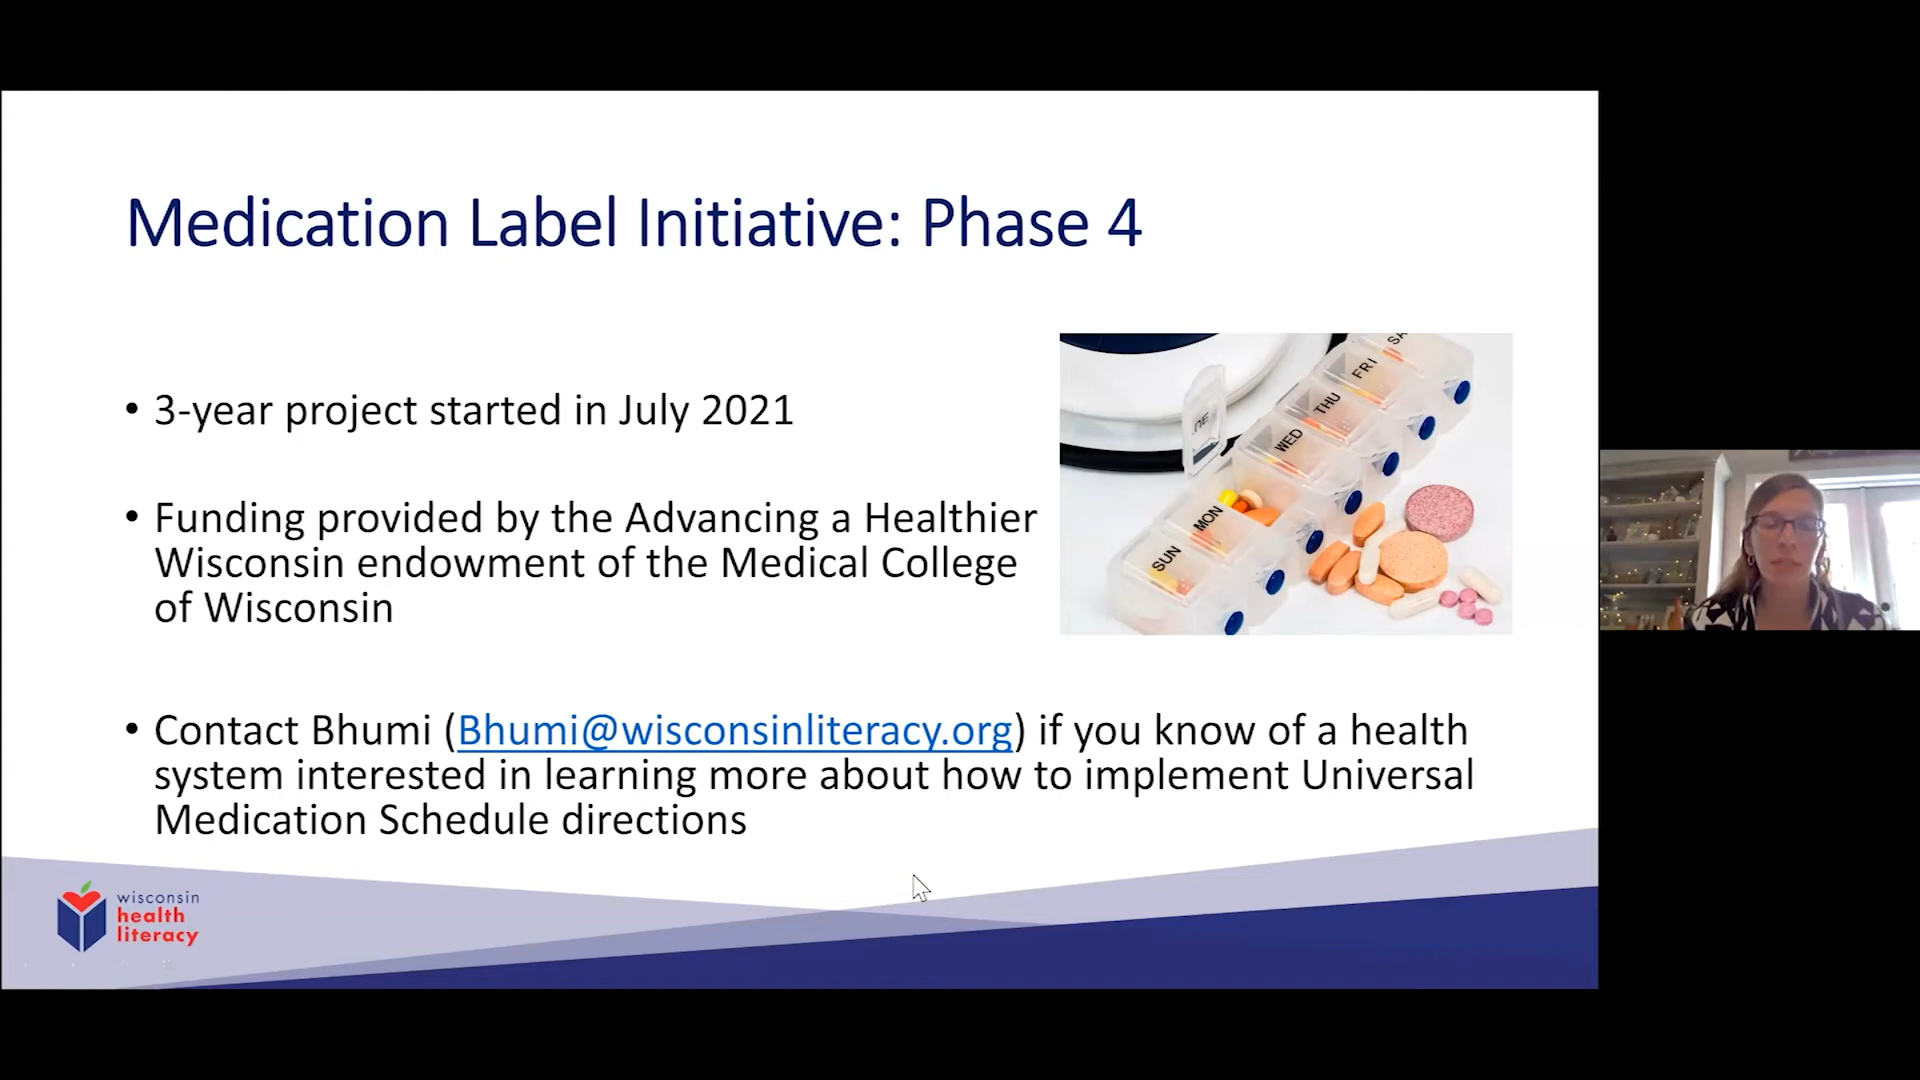 Medication Label Initiative: Phase 4
• 3-year project started in July 2021
• Funding provided by the Advancing a Healthier
Wisconsin endowment of the Medical College
of Wisconsin
SUN
MON
WED
THU
FRI
SA
• Contact Bhumi (Bhumi@wisconsinliteracy.org) if you know of a health
system interested in learning more about how to implement Universal
Medication Schedule directions
wisconsin
health
literacy